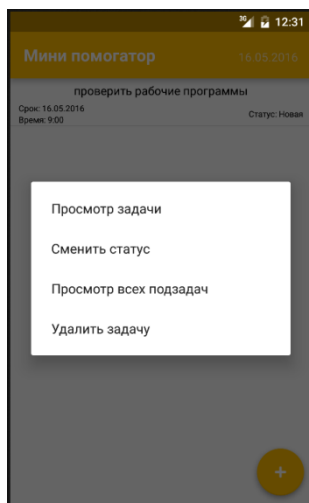 3G 12:31
Мини помогатор 16.05.2016
проверить рабочие программы
Срок: 16.05.2016
Время: 9:00
Статус: Новая
Просмотр задачи
Сменить статус
Просмотр всех подзадач
Удалить задачу
+